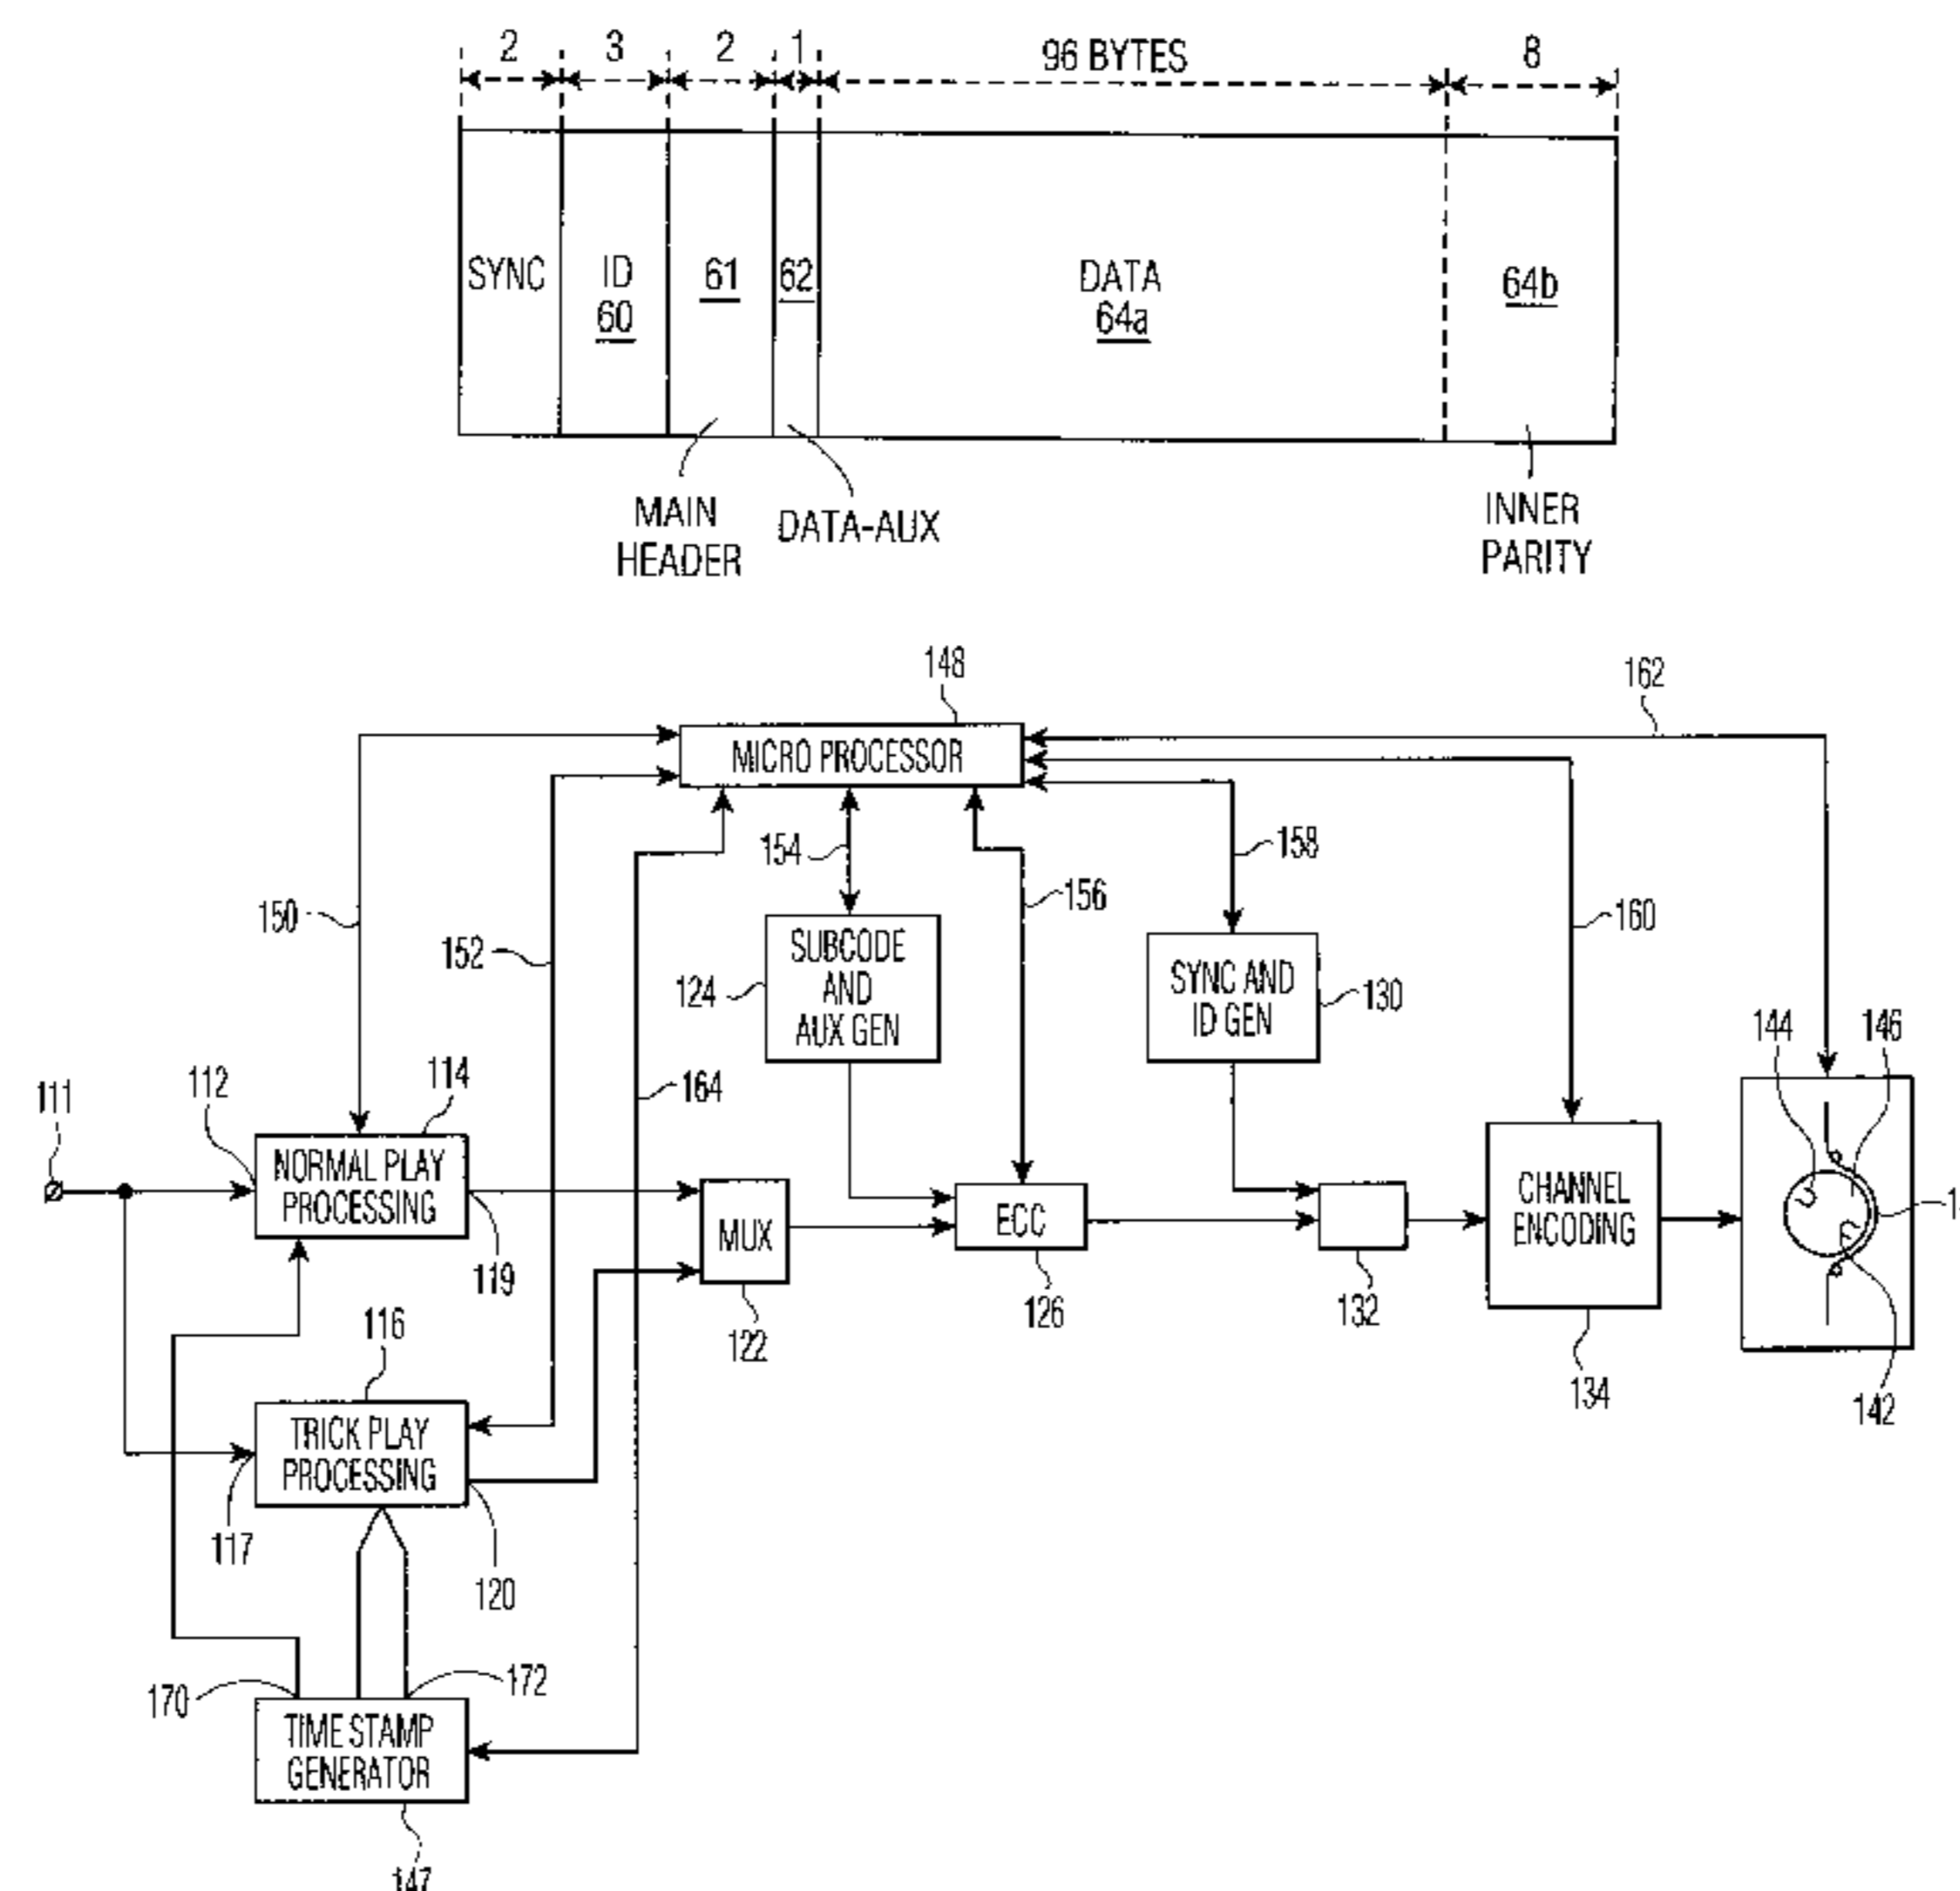 2 3 2 1 96 BYTES 8
SYNC
ID
60
61
62
DATA
64a
64b
MAIN
HEADER
DATA-AUX
INNER
PARITY
148
162
MICRO PROCESSOR
154
158
150
152
156
160
124
SUBCODE
AND
AUX GEN
SYNC AND
ID GEN
130
144
146
111
112
114
164
NORMAL PLAY
PROCESSING
119
MUX
122
ECC
126
132
CHANNEL
ENCODING
134
142
116
TRICK PLAY
PROCESSING
117
120
170
172
TIME STAMP
GENERATOR
147